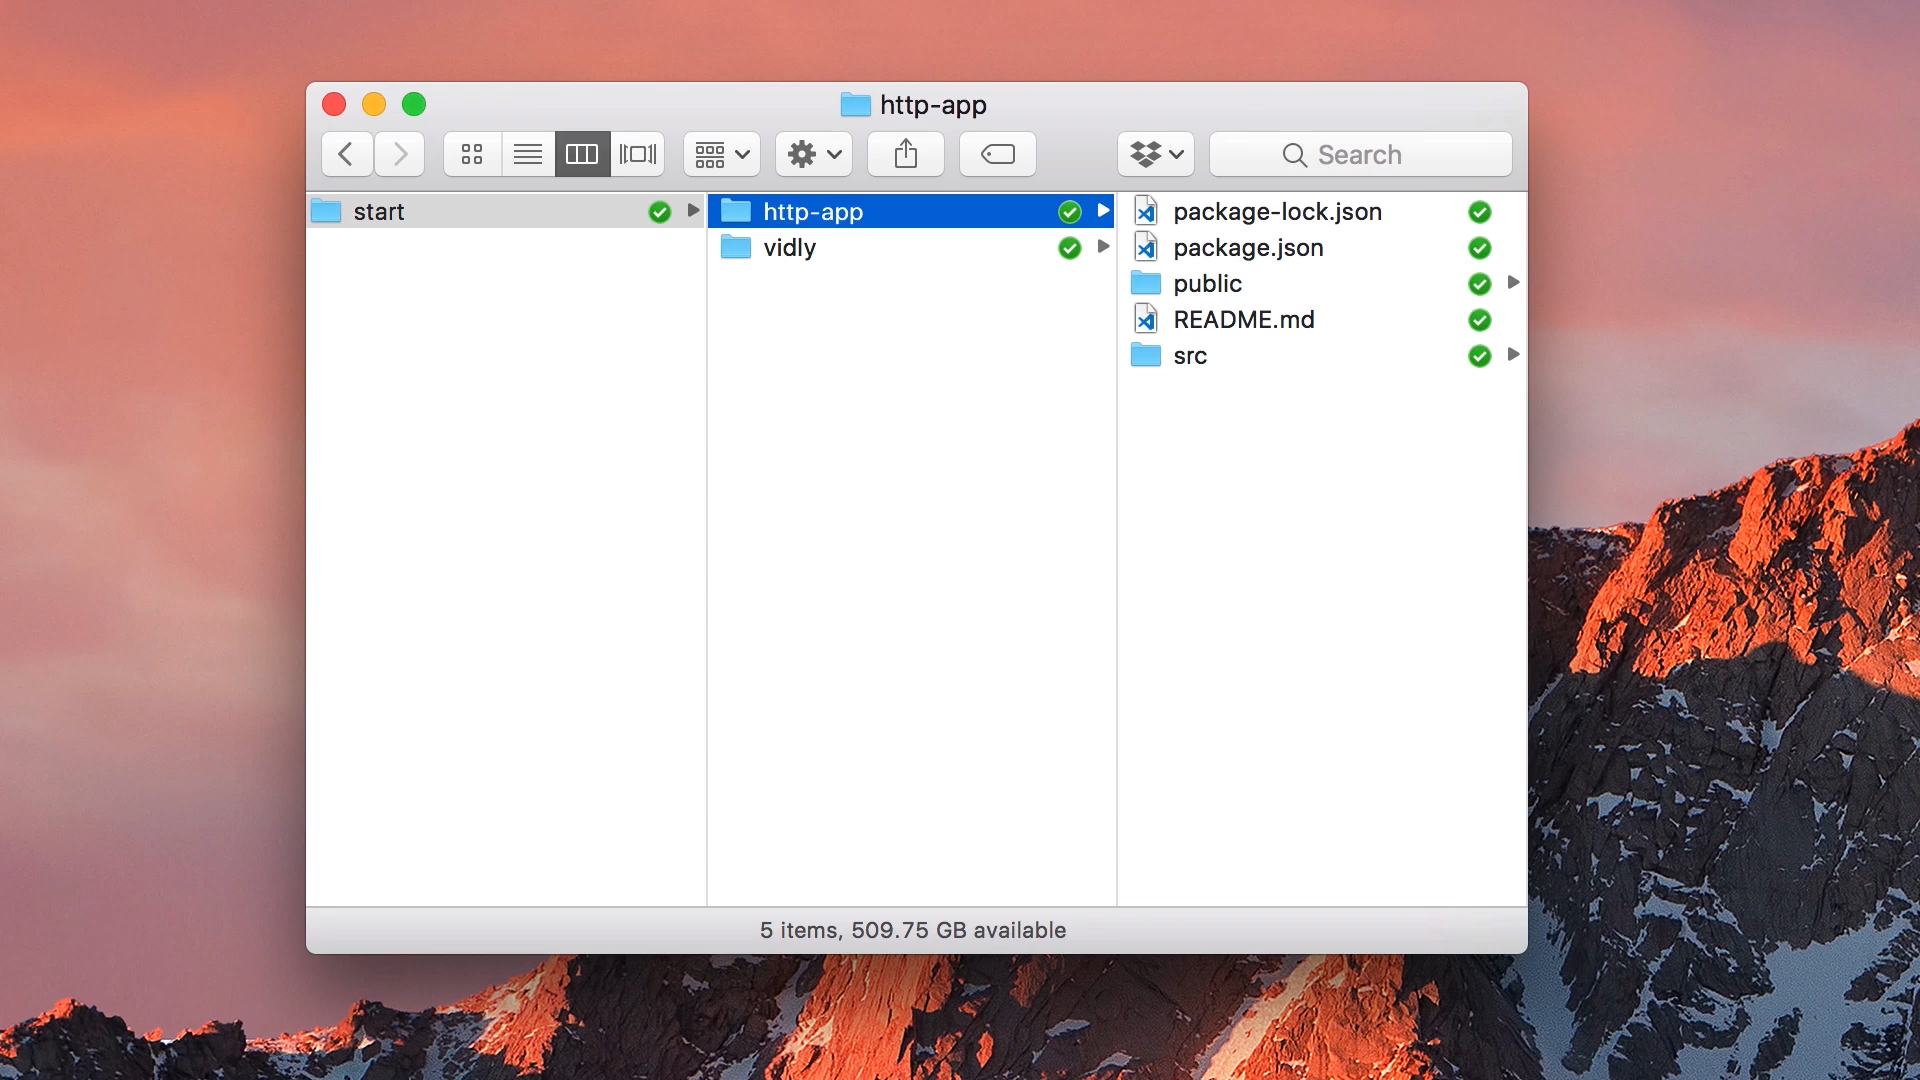 http-app
Search
start
http-app
vidly
package-lock.json
package.json
public
README.md
src
5 items, 509.75 GB available